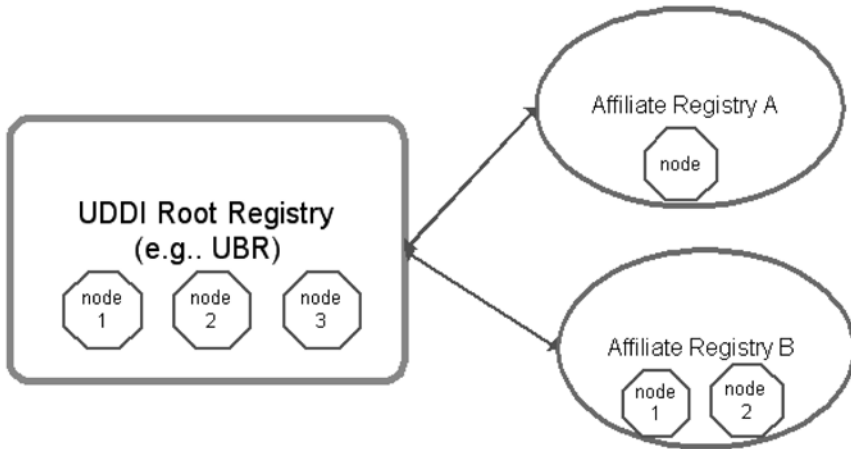 UDDI Root Registry
(e.g.. UBR)
node
1
node
2
node
3
Affiliate Registry A
node
Affiliate Registry B
node
1
node
2